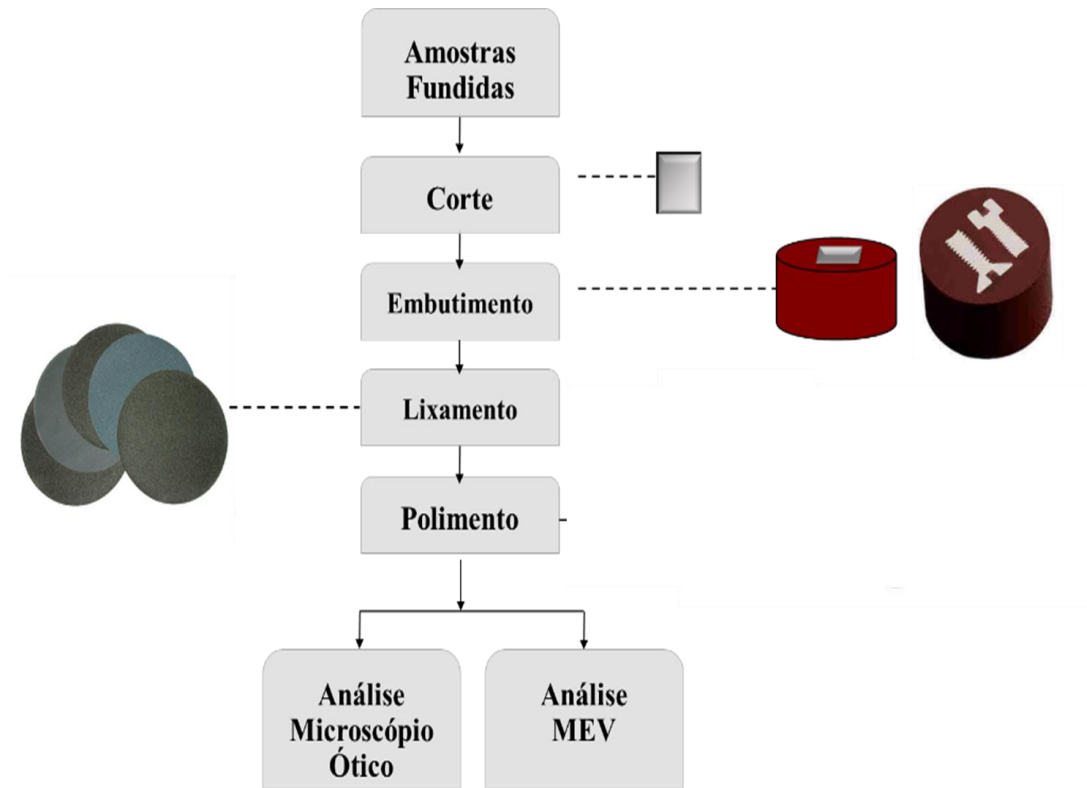 Amostras
Fundidas
Corte
Embutimento
Lixamento
Polimento
Análise
Microscópio
Ótico
Análise
MEV